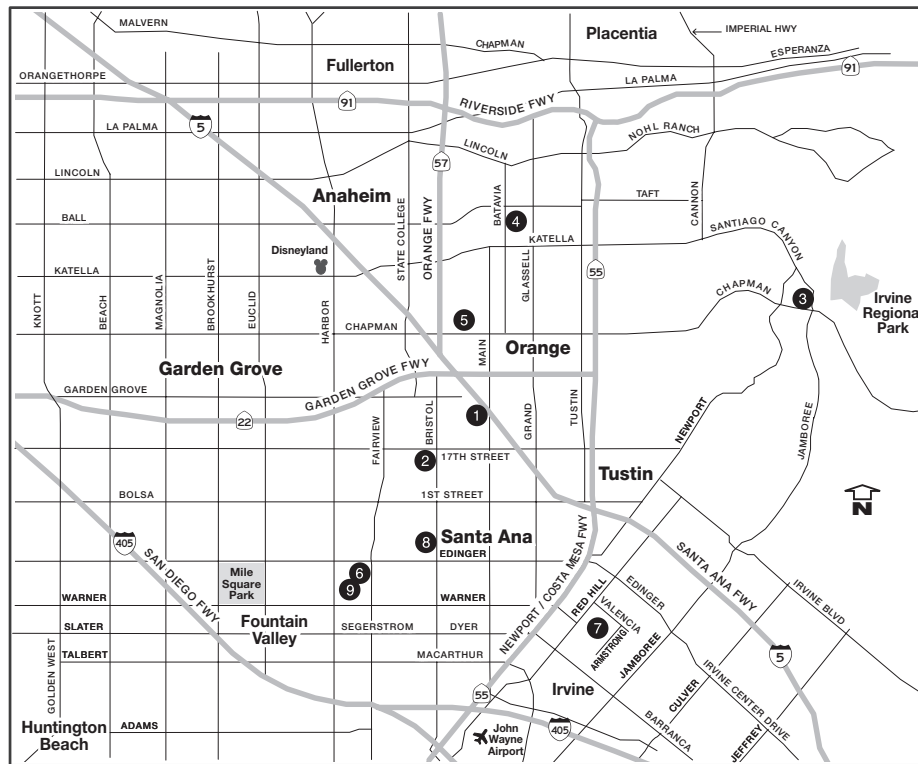 MALVERN
CHAPMAN
Placentia
IMPERIAL HWY
ESPERANZA
Fullerton
ORANGETHORPE
LA PALMA
91
91
RIVERSIDE FWY
5
LA PALMA
NOHL RANCH
LINCOLN
57
LINCOLN
Anaheim
TAFT
BALL
STATE COLLEGE
ORANGE FWY
BATAVIA
4
CANNON
SANTIAGO CANYON
KATELLA
Disneyland
GLASSELL
55
KATELLA
KNOTT
BEACH
MAGNOLIA
BROOKHURST
EUCLID
HARBOR
CHAPMAN
3
Irvine
Regional
Park
CHAPMAN
5
MAIN
Orange
Garden Grove
GARDEN GROVE FWY
GARDEN GROVE
22
FAIRVIEW
BRISTOL
1
GRAND
TUSTIN
NEWPORT
JAMBOREE
2
17TH STREET
Tustin
BOLSA
1ST STREET
N
405
SAN DIEGO FWY
8
Santa Ana
EDINGER
NEWPORT / COSTA MESA FWY
SANTA ANA FWY
Mile
Square
Park
6
9
RED HILL
EDINGER
IRVINE BLVD
WARNER
WARNER
VALENCIA
SLATER
Fountain
Valley
SEGERSTROM
DYER
7
ARMSTRONG
JAMBOREE
TALBERT
MACARTHUR
5
GOLDEN WEST
55
Irvine
CULVER
IRVINE CENTER DRIVE
Huntington
Beach
ADAMS
John
Wayne
Airport
405
BARRANCA
JEFFREY